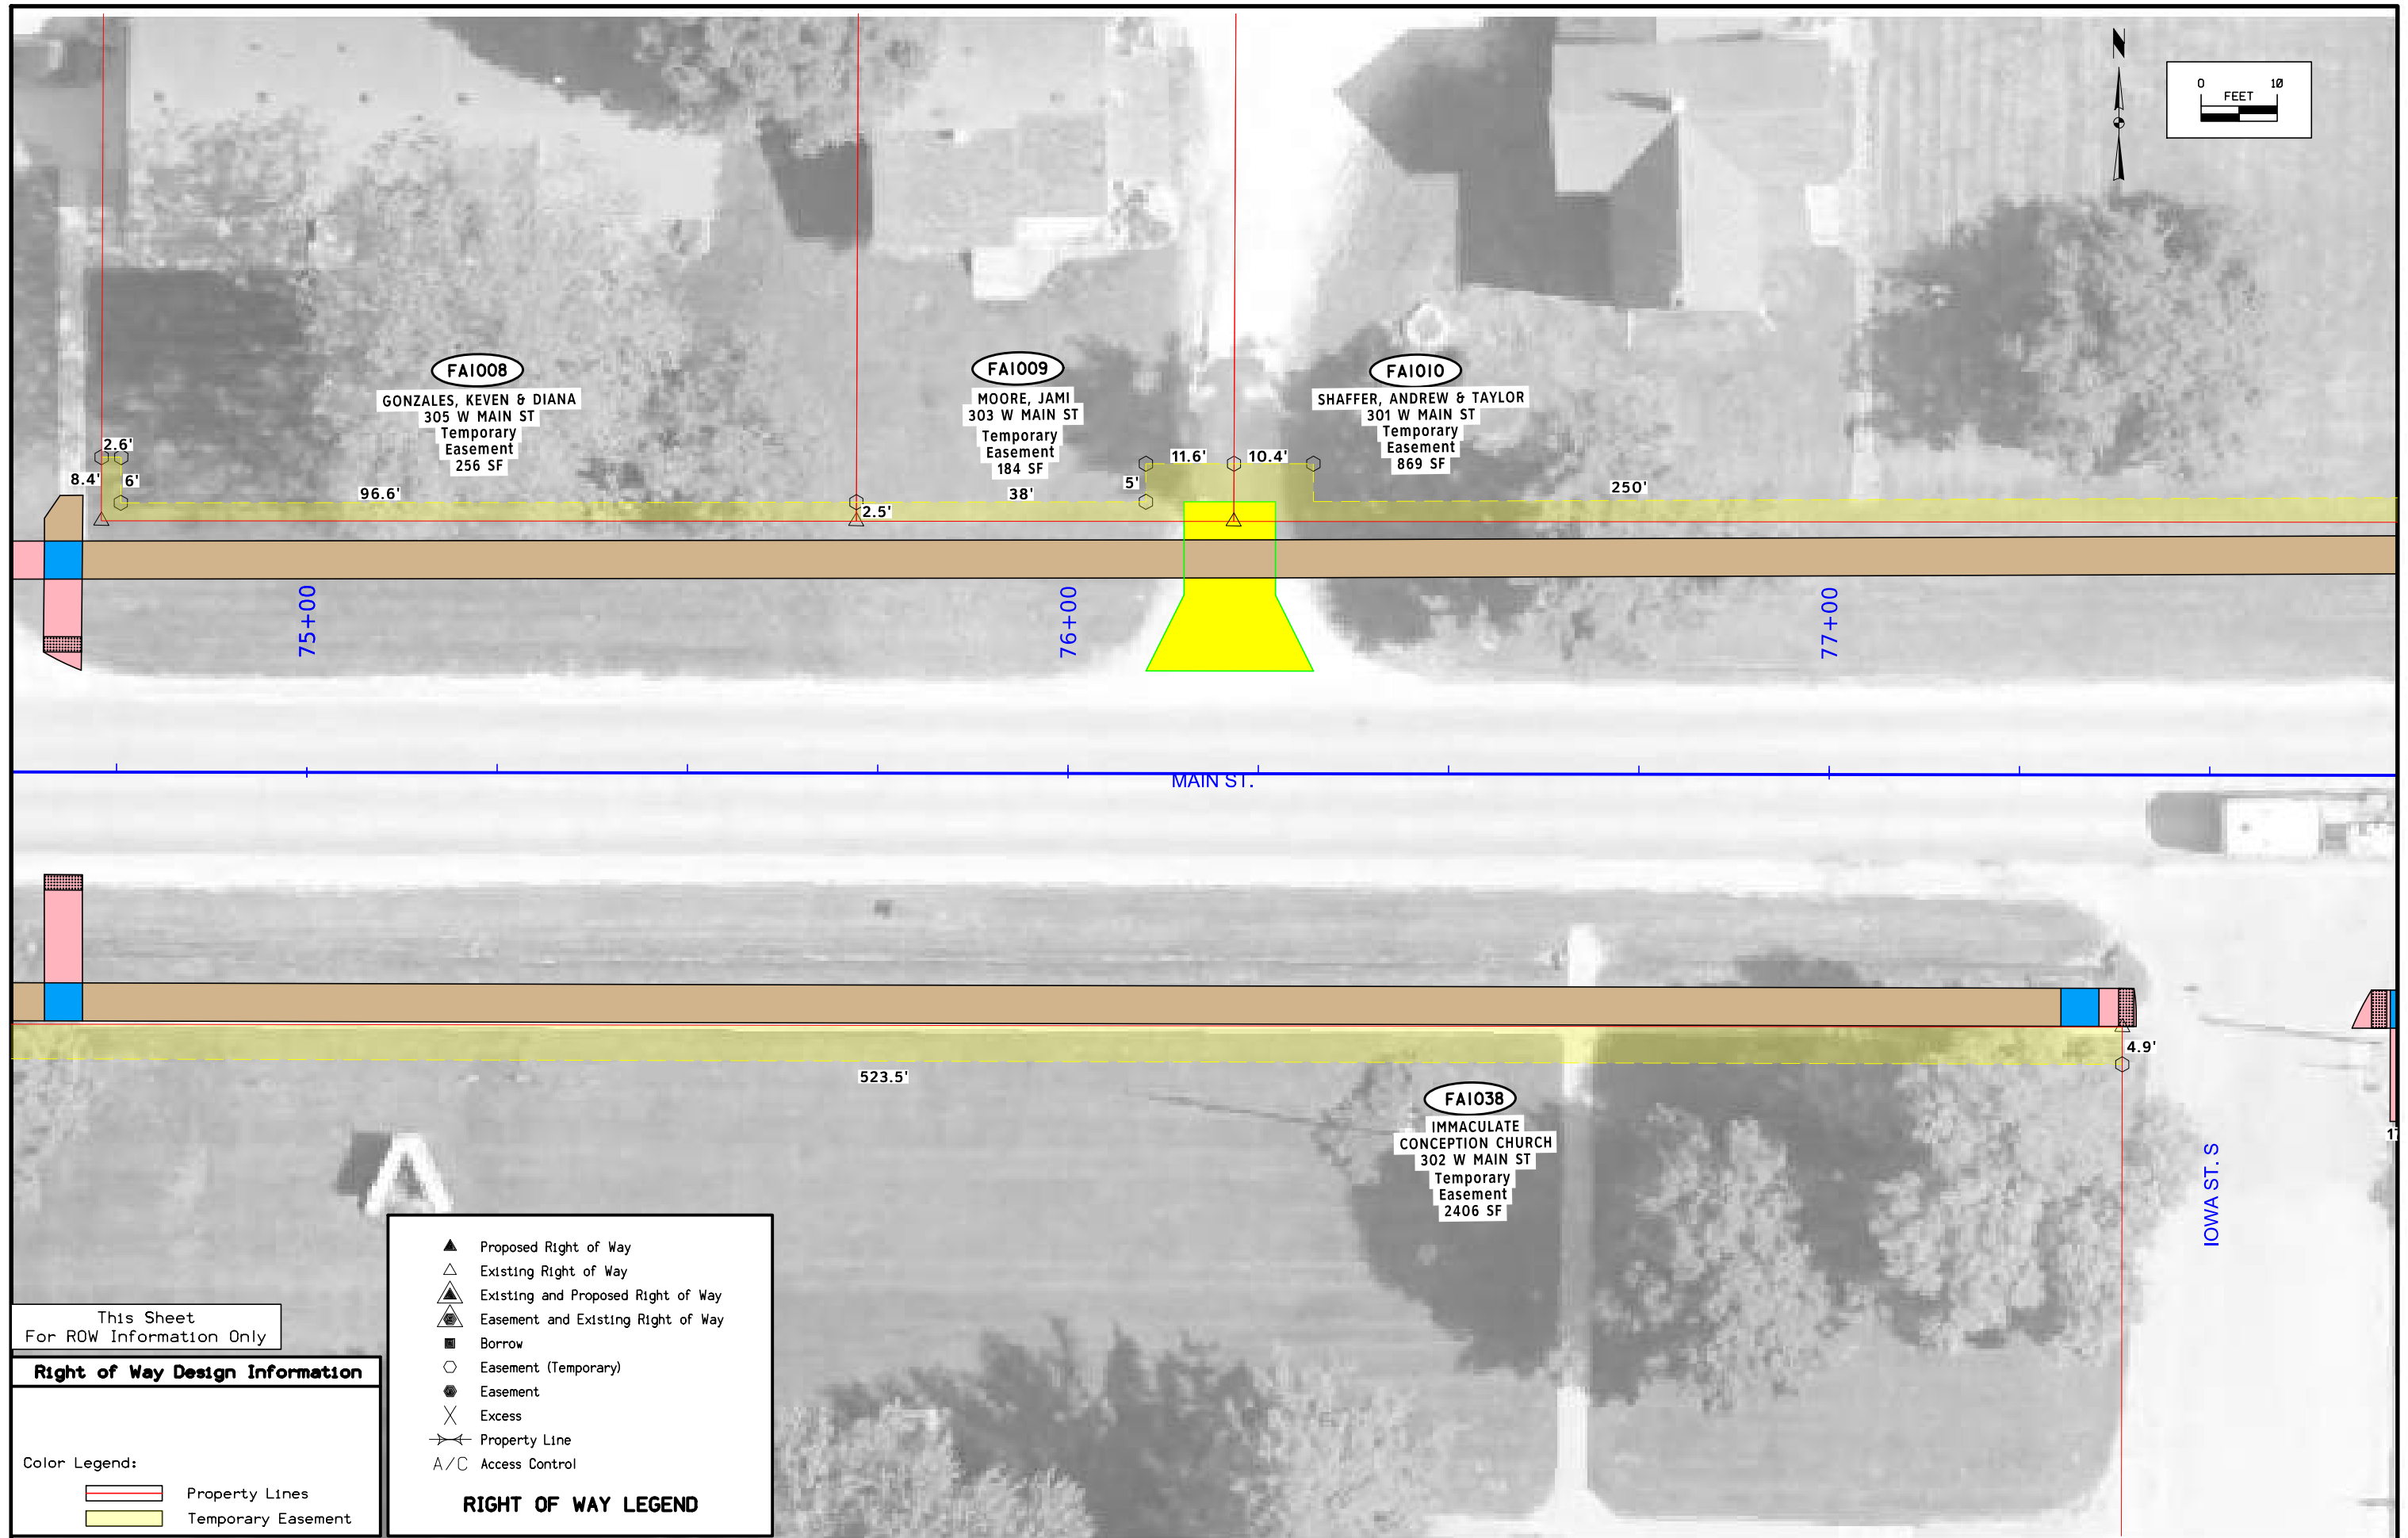 N
0 10
FEET
FA1008
GONZALES, KEVEN & DIANA
305 W MAIN ST
Temporary
Easement
256 SF
FA1009
MOORE, JAMI
303 W MAIN ST
Temporary
Easement
184 SF
FA1010
SHAFFER, ANDREW & TAYLOR
301 W MAIN ST
Temporary
Easement
869 SF
2.6'
8.4'
6'
96.6'
2.5'
38'
5'
11.6'
10.4'
250'
75+00
76+00
77+00
MAIN ST.
4.9'
523.5'
FA1038
IMMACULATE
CONCEPTION CHURCH
302 W MAIN ST
Temporary
Easement
2406 SF
IOWA ST. S
Proposed Right of Way
Existing Right of Way
Existing and Proposed Right of Way
Easement and Existing Right of Way
Borrow
Easement (Temporary)
Easement
Excess
Property Line
A/C Access Control
RIGHT OF WAY LEGEND
This Sheet
For ROW Information Only
Right of Way Design Information
Color Legend:
Property Lines
Temporary Easement